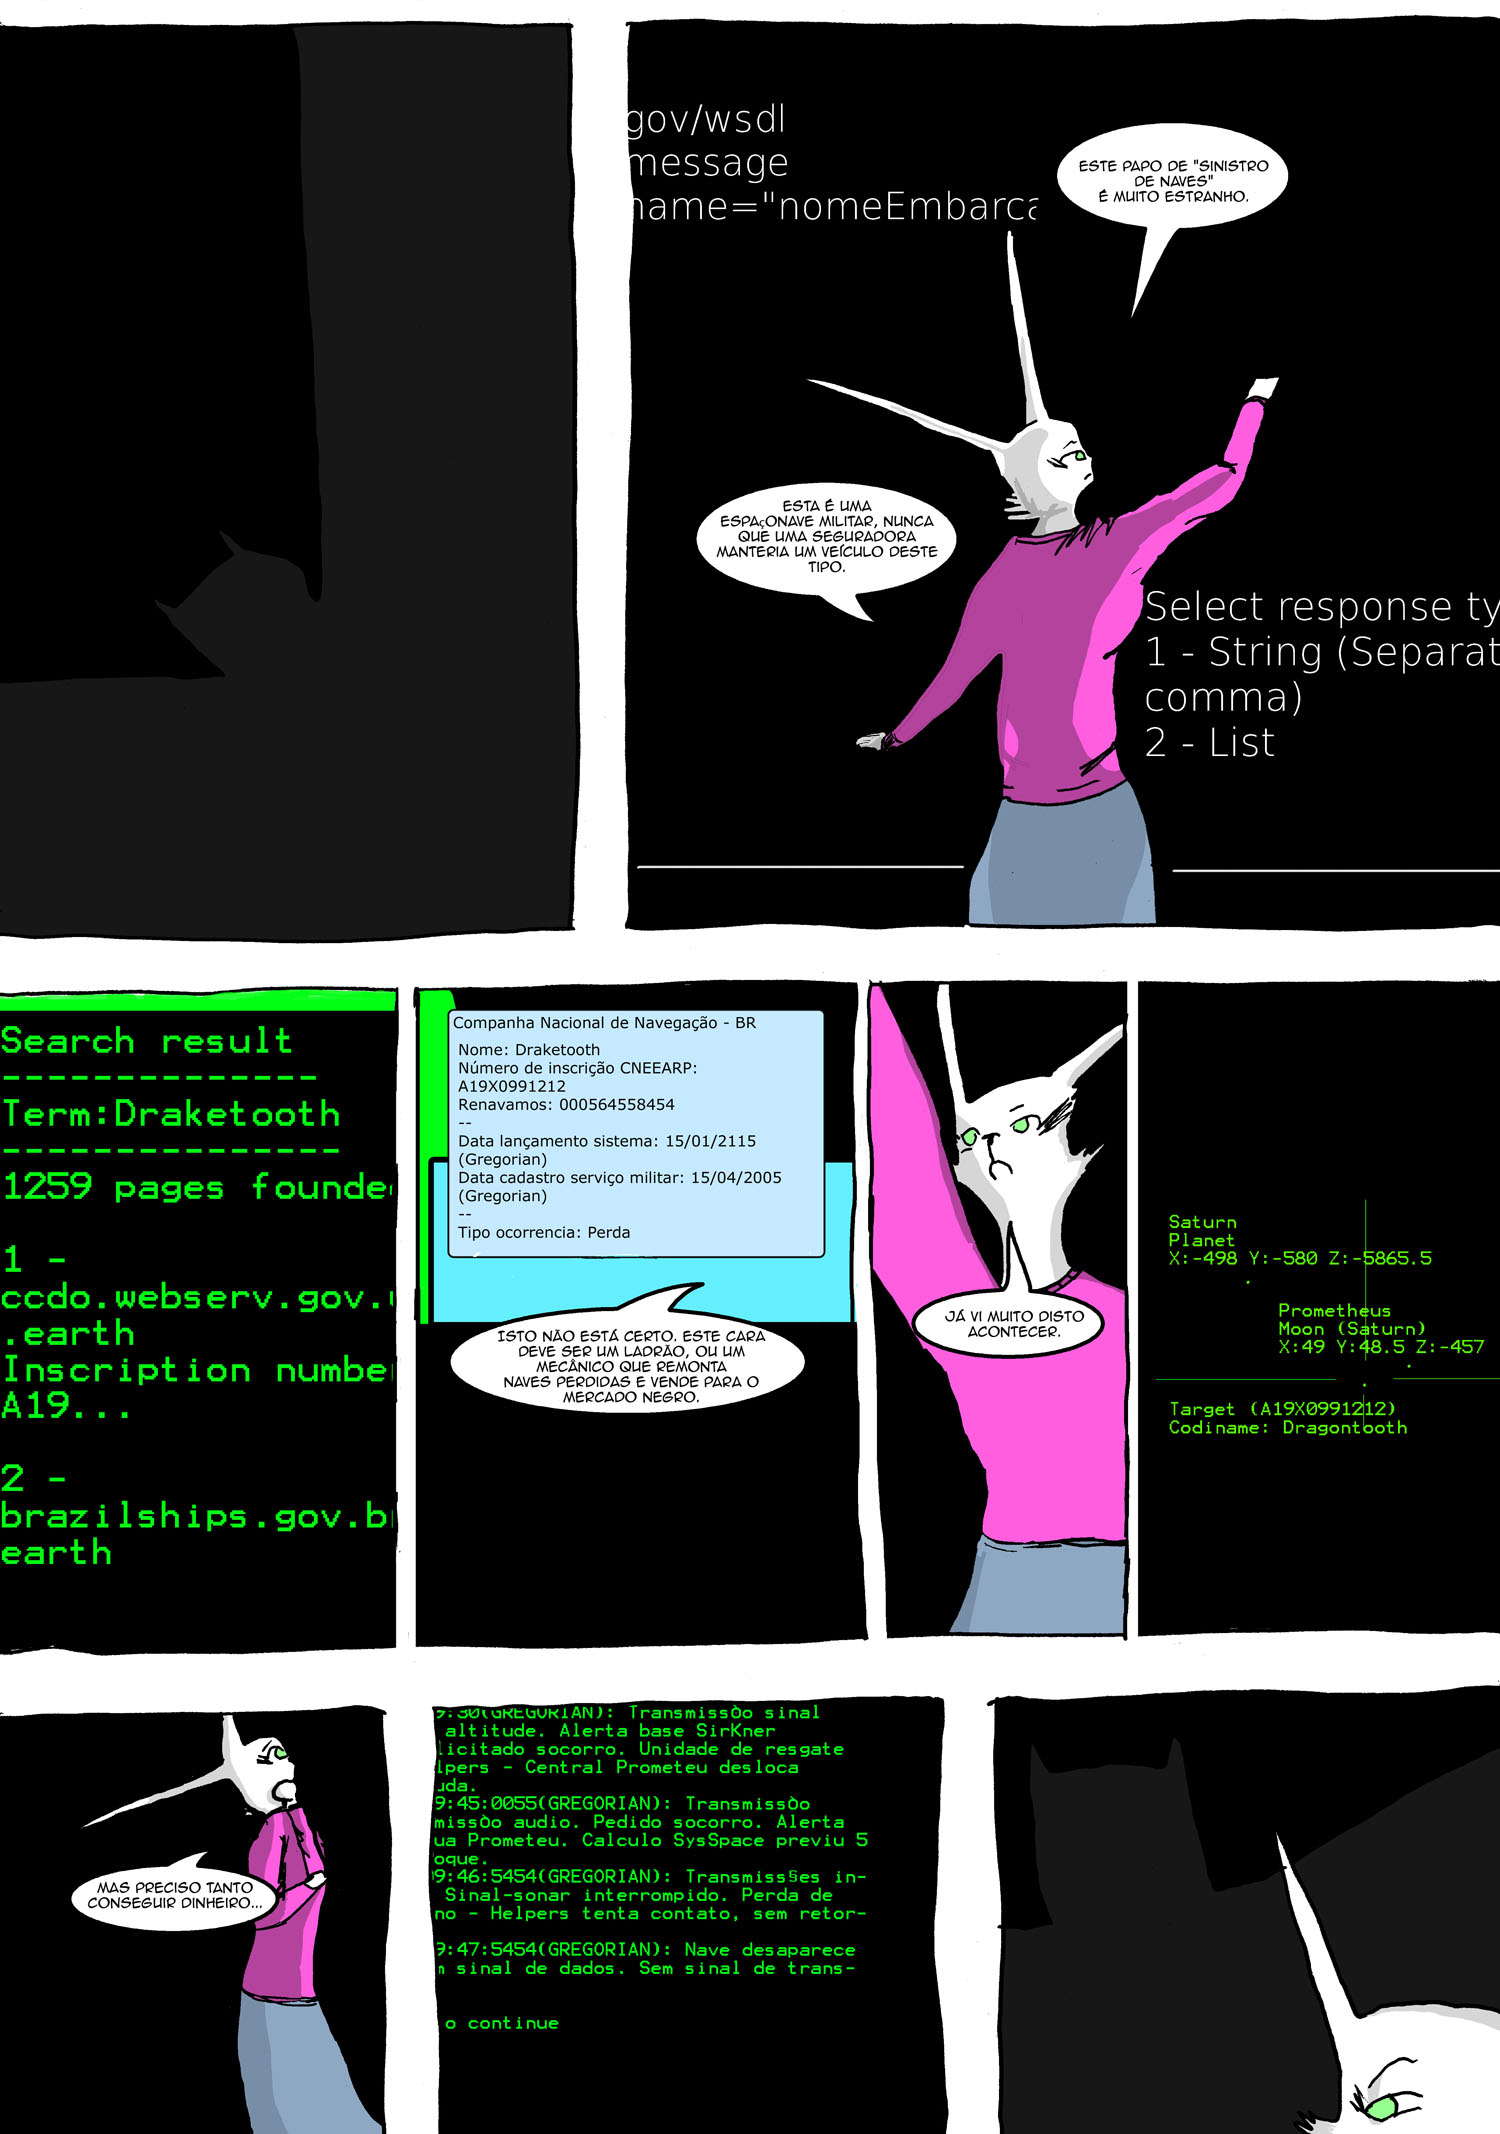 gov/wsdl
message
name="nomeEmbarca
ESTE PAPO DE "SINISTRO
DE NAVES"
É MUITO ESTRANHO.
ESTA É UMA
ESPAçONAVE MILITAR, NUNCA
QUE UMA SEGURADORA
MANTERIA UM VEÍCULO DESTE
TIPO.
Select response ty
1 - String (Separat
comma)
2 - List
Search result
--------------
Term:Draketooth
---------------
1259 pages founde
1 -
ccdo.webserv.gov.
.earth
Inscription numbe
A19...
2 -
brazilships.gov.b
earth
Companha Nacional de Navegação - BR
Nome: Draketooth
Número de inscrição CNEEARP:
A19X0991212
Renavamos: 000564558454
--
Data lançamento sistema: 15/01/2115
(Gregorian)
Data cadastro serviço militar: 15/04/2005
(Gregorian)
--
Tipo ocorrencia: Perda
ISTO NÃO ESTÁ CERTO. ESTE CARA
DEVE SER UM LADRÃO, OU UM
MECÂNICO QUE REMONTA
NAVES PERDIDAS E VENDE PARA O
MERCADO NEGRO.
JÁ VI MUITO DISTO
ACONTECER.
Saturn
Planet
X:-498 Y:-580 Z:-5865.5
Prometheus
Moon (Saturn)
X:49 Y:48.5 Z:-457
Target (A19X0991212)
Codiname: Dragontooth
MAS PRECISO TANTO
CONSEGUIR DINHEIRO...
9:30(GREGORIAN): Transmissòo sinal
altitude. Alerta base SirKner
licitado socorro. Unidade de resgate
lpers - Central Prometeu desloca
uda.
9:45:0055(GREGORIAN): Transmissòo
missòo audio. Pedido socorro. Alerta
ua Prometeu. Calculo SysSpace previu 5
oque.
9:46:5454(GREGORIAN): Transmiss§es in-
Sinal-sonar interrompido. Perda de
no - Helpers tenta contato, sem retor-
9:47:5454(GREGORIAN): Nave desaparece
m sinal de dados. Sem sinal de trans-
o continue